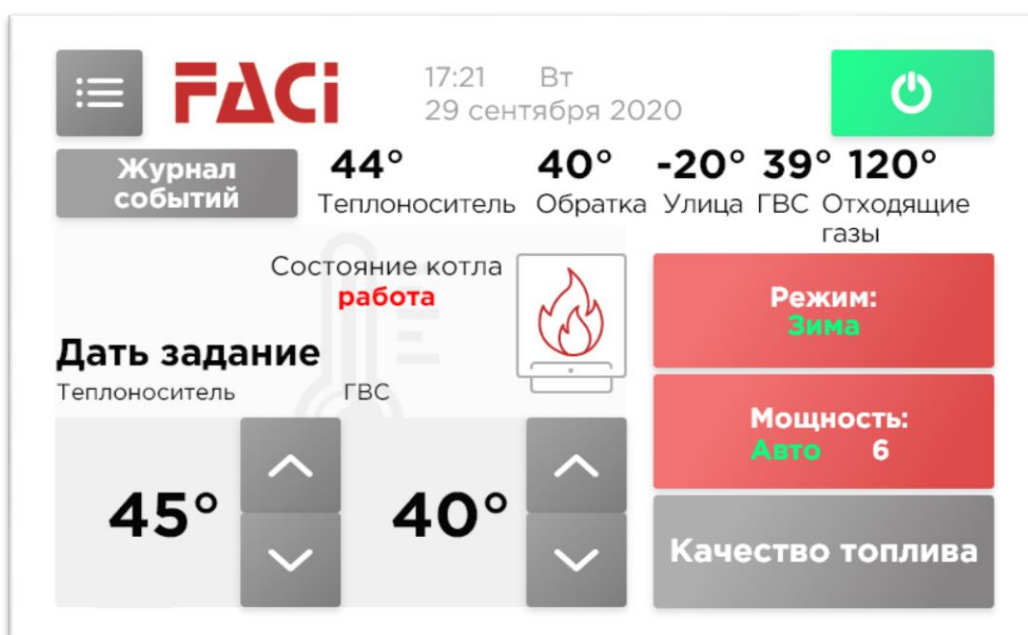 FACi
17:21 Вт
29 сентября 2020
Журнал
событий
44° 40° -20° 39° 120°
Теплоноситель Обратка Улица ГВС Отходящие
газы
Состояние котла
работа
Режим:
Зима
Дать задание
Теплоноситель ГВС
Мощность:
Авто 6
45° 40°
Качество топлива